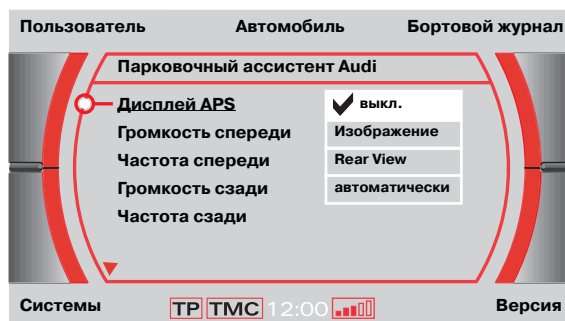 Пользователь Автомобиль Бортовой журнал
Парковочный ассистент Audi
Дисплей APS выкл.
Громкость спереди Изображение
Частота спереди Rear View
Громкость сзади автоматически
Частота сзади
Системы TP TMC 12:00 Версия